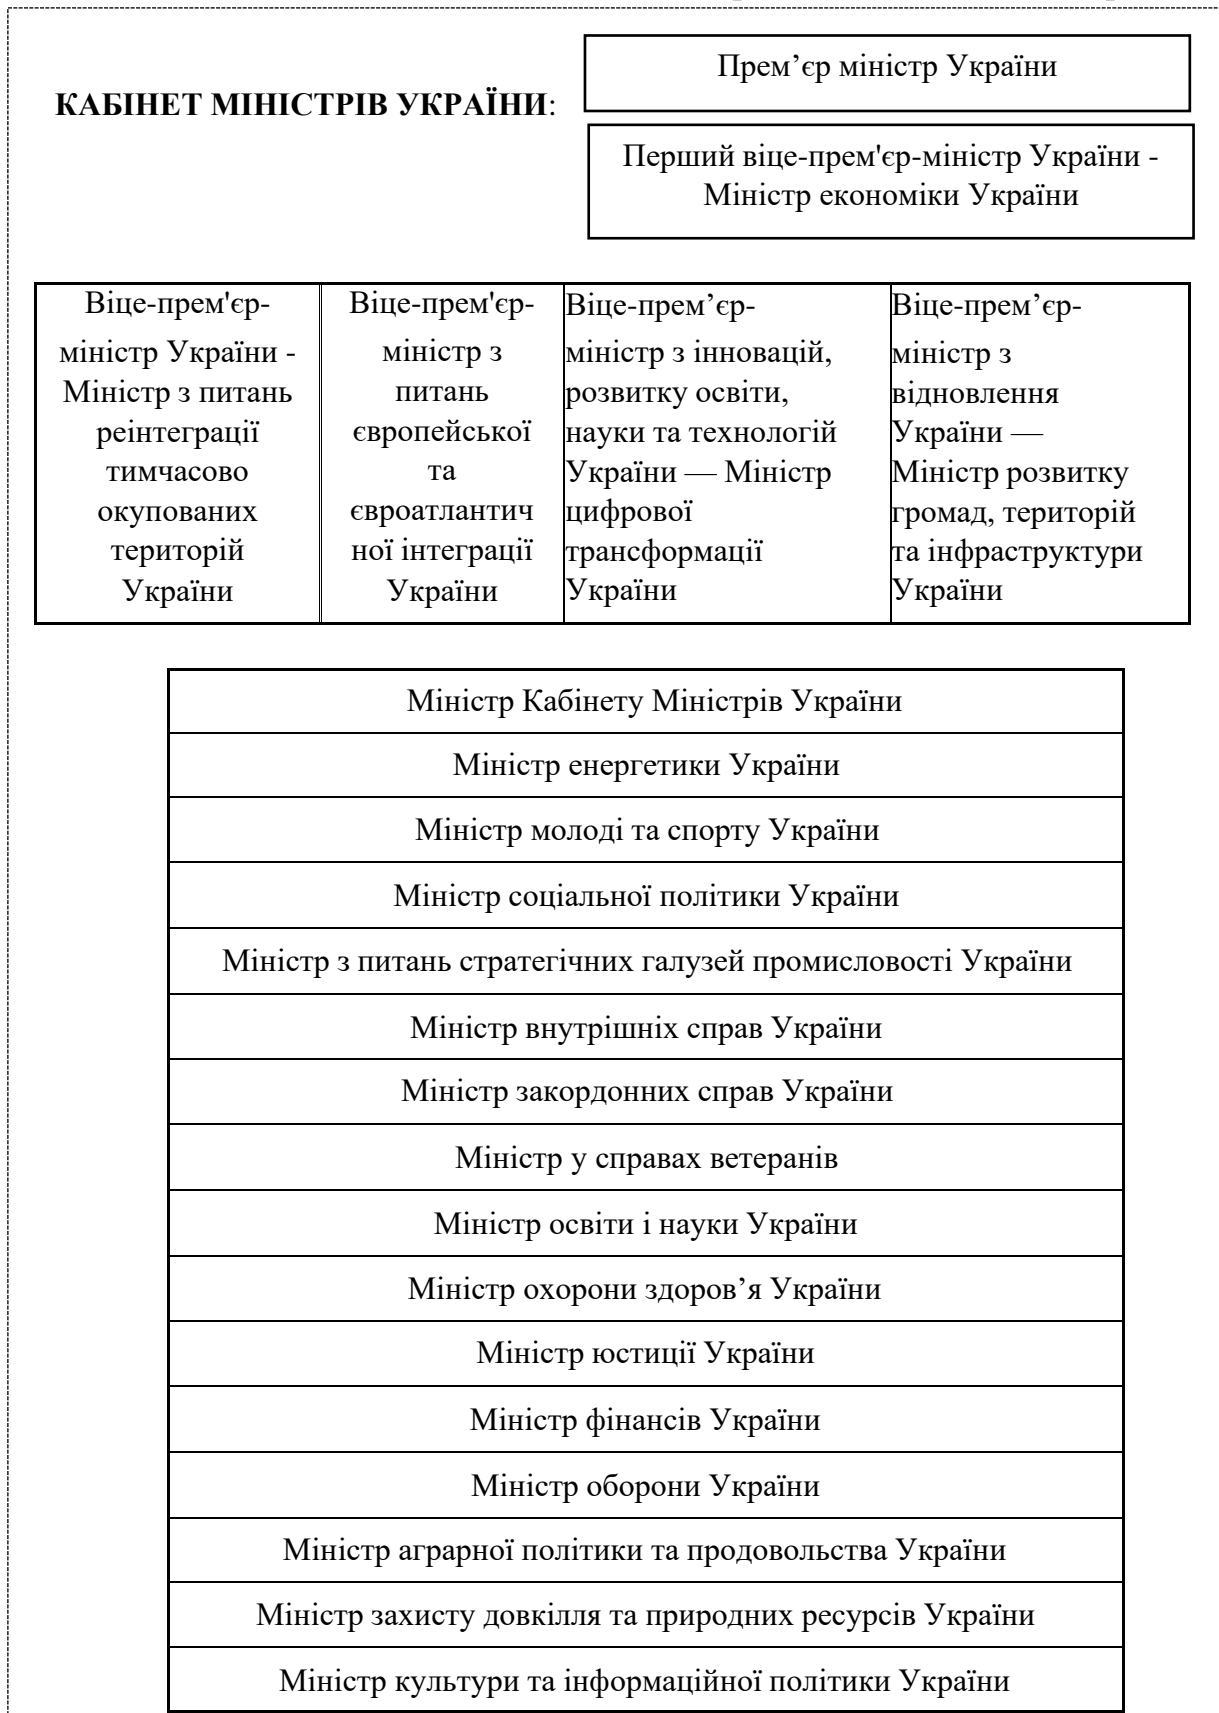 КАБІНЕТ МІНІСТРІВ УКРАЇНИ:
Прем’єр міністр України
Перший віце-прем'єр-міністр України -
Міністр економіки України
Віце-прем'єр-
міністр України -
Міністр з питань
реінтеграції
тимчасово
окупованих
територій
України
Віце-прем'єр-
міністр з
питань
європейської
та
євроатлантич
ної інтеграції
України
Віце-прем’єр-
міністр з інновацій,
розвитку освіти,
науки та технологій
України — Міністр
цифрової
трансформації
України
Віце-прем’єр-
міністр з
відновлення
України —
Міністр розвитку
громад, територій
та інфраструктури
України
Міністр Кабінету Міністрів України
Міністр енергетики України
Міністр молоді та спорту України
Міністр соціальної політики України
Міністр з питань стратегічних галузей промисловості України
Міністр внутрішніх справ України
Міністр закордонних справ України
Міністр у справах ветеранів
Міністр освіти і науки України
Міністр охорони здоров’я України
Міністр юстиції України
Міністр фінансів України
Міністр оборони України
Міністр аграрної політики та продовольства України
Міністр захисту довкілля та природних ресурсів України
Міністр культури та інформаційної політики України